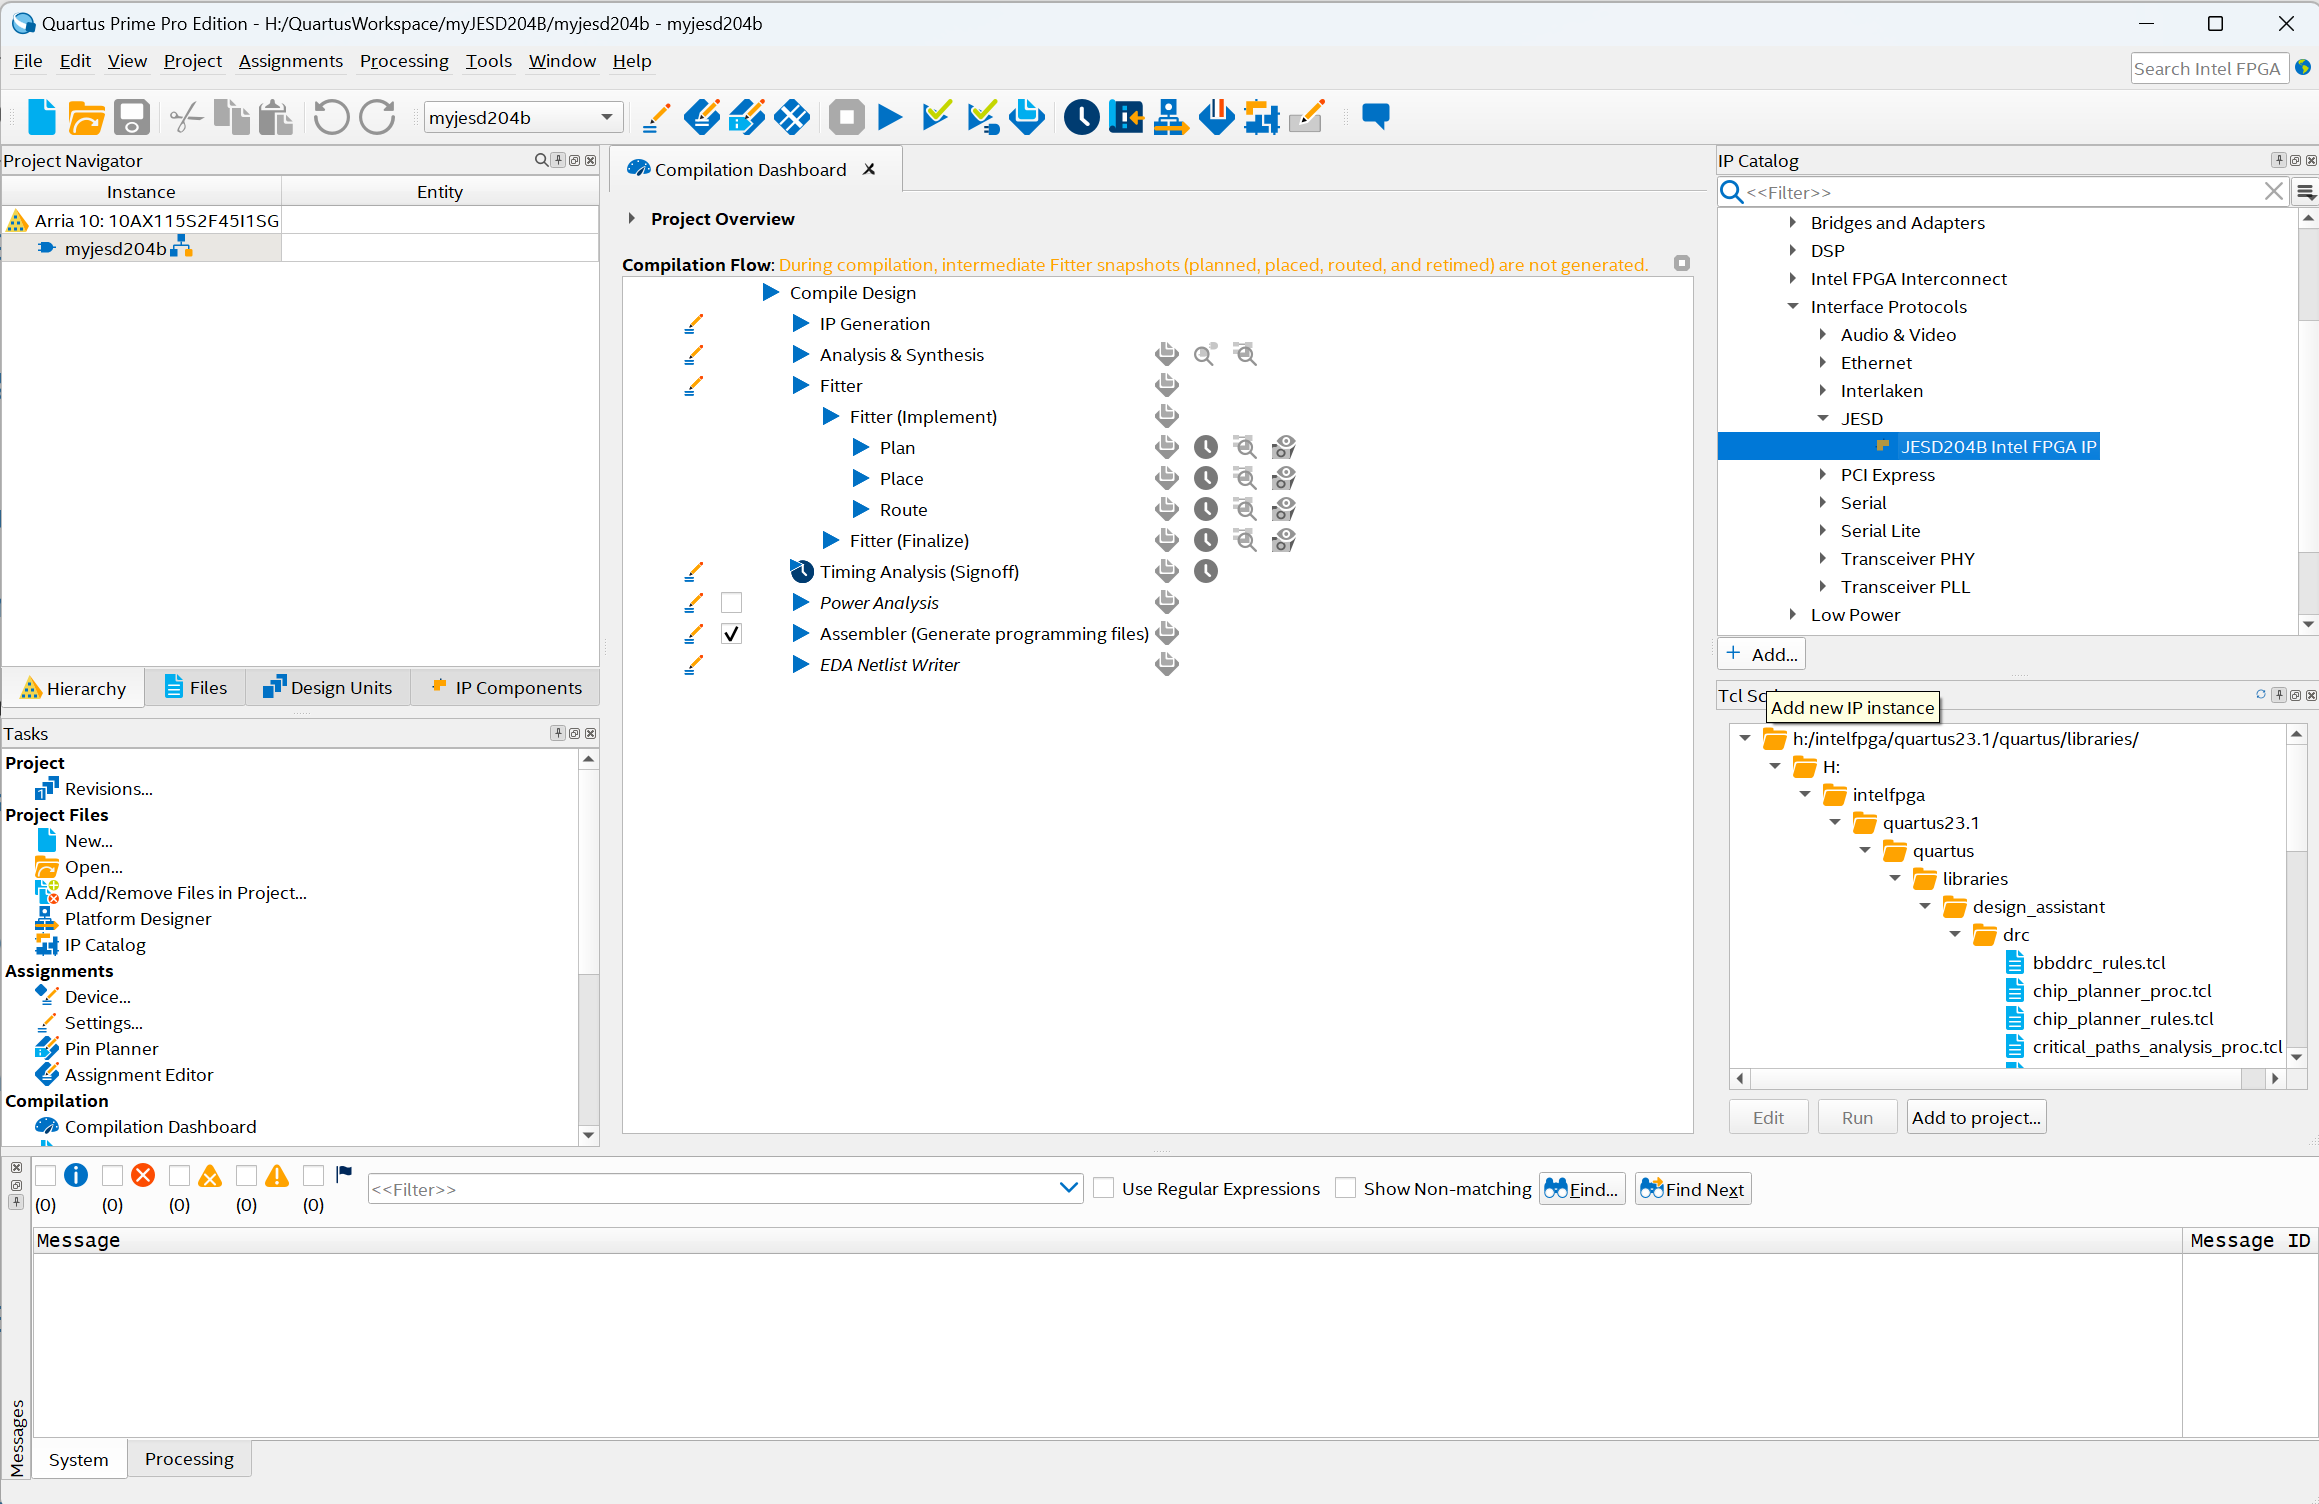 Quartus Prime Pro Edition - H:/QuartusWorkspace/myJESD204B/myjesd204b - myjesd204b
File Edit View Project Assignments Processing Tools Window Help
Search Intel FPGA
myjesd204b
Project Navigator
Instance Entity
Arria 10: 10AX115S2F45I1SG
myjesd204b
Hierarchy Files Design Units IP Components
Tasks
Project
Revisions...
Project Files
New...
Open...
Add/Remove Files in Project...
Platform Designer
IP Catalog
Assignments
Device...
Settings...
Pin Planner
Assignment Editor
Compilation
Compilation Dashboard
Compilation Dashboard
Project Overview
Compilation Flow: During compilation, intermediate Fitter snapshots (planned, placed, routed, and retimed) are not generated.
Compile Design
IP Generation
Analysis & Synthesis
Fitter
Fitter (Implement)
Plan
Place
Route
Fitter (Finalize)
Timing Analysis (Signoff)
Power Analysis
Assembler (Generate programming files)
EDA Netlist Writer
IP Catalog
<<Filter>>
Bridges and Adapters
DSP
Intel FPGA Interconnect
Interface Protocols
Audio & Video
Ethernet
Interlaken
JESD
JESD204B Intel FPGA IP
PCI Express
Serial
Serial Lite
Transceiver PHY
Transceiver PLL
Low Power
+ Add...
Tcl Sc
Add new IP instance
h:/intelfpga/quartus23.1/quartus/libraries/
H:
intelfpga
quartus23.1
quartus
libraries
design_assistant
drc
bbddrc_rules.tcl
chip_planner_proc.tcl
chip_planner_rules.tcl
critical_paths_analysis_proc.tcl
Edit Run Add to project...
(0) (0) (0) (0) (0)
<<Filter>>
Use Regular Expressions Show Non-matching Find... Find Next
Message Message ID
Messages
System Processing